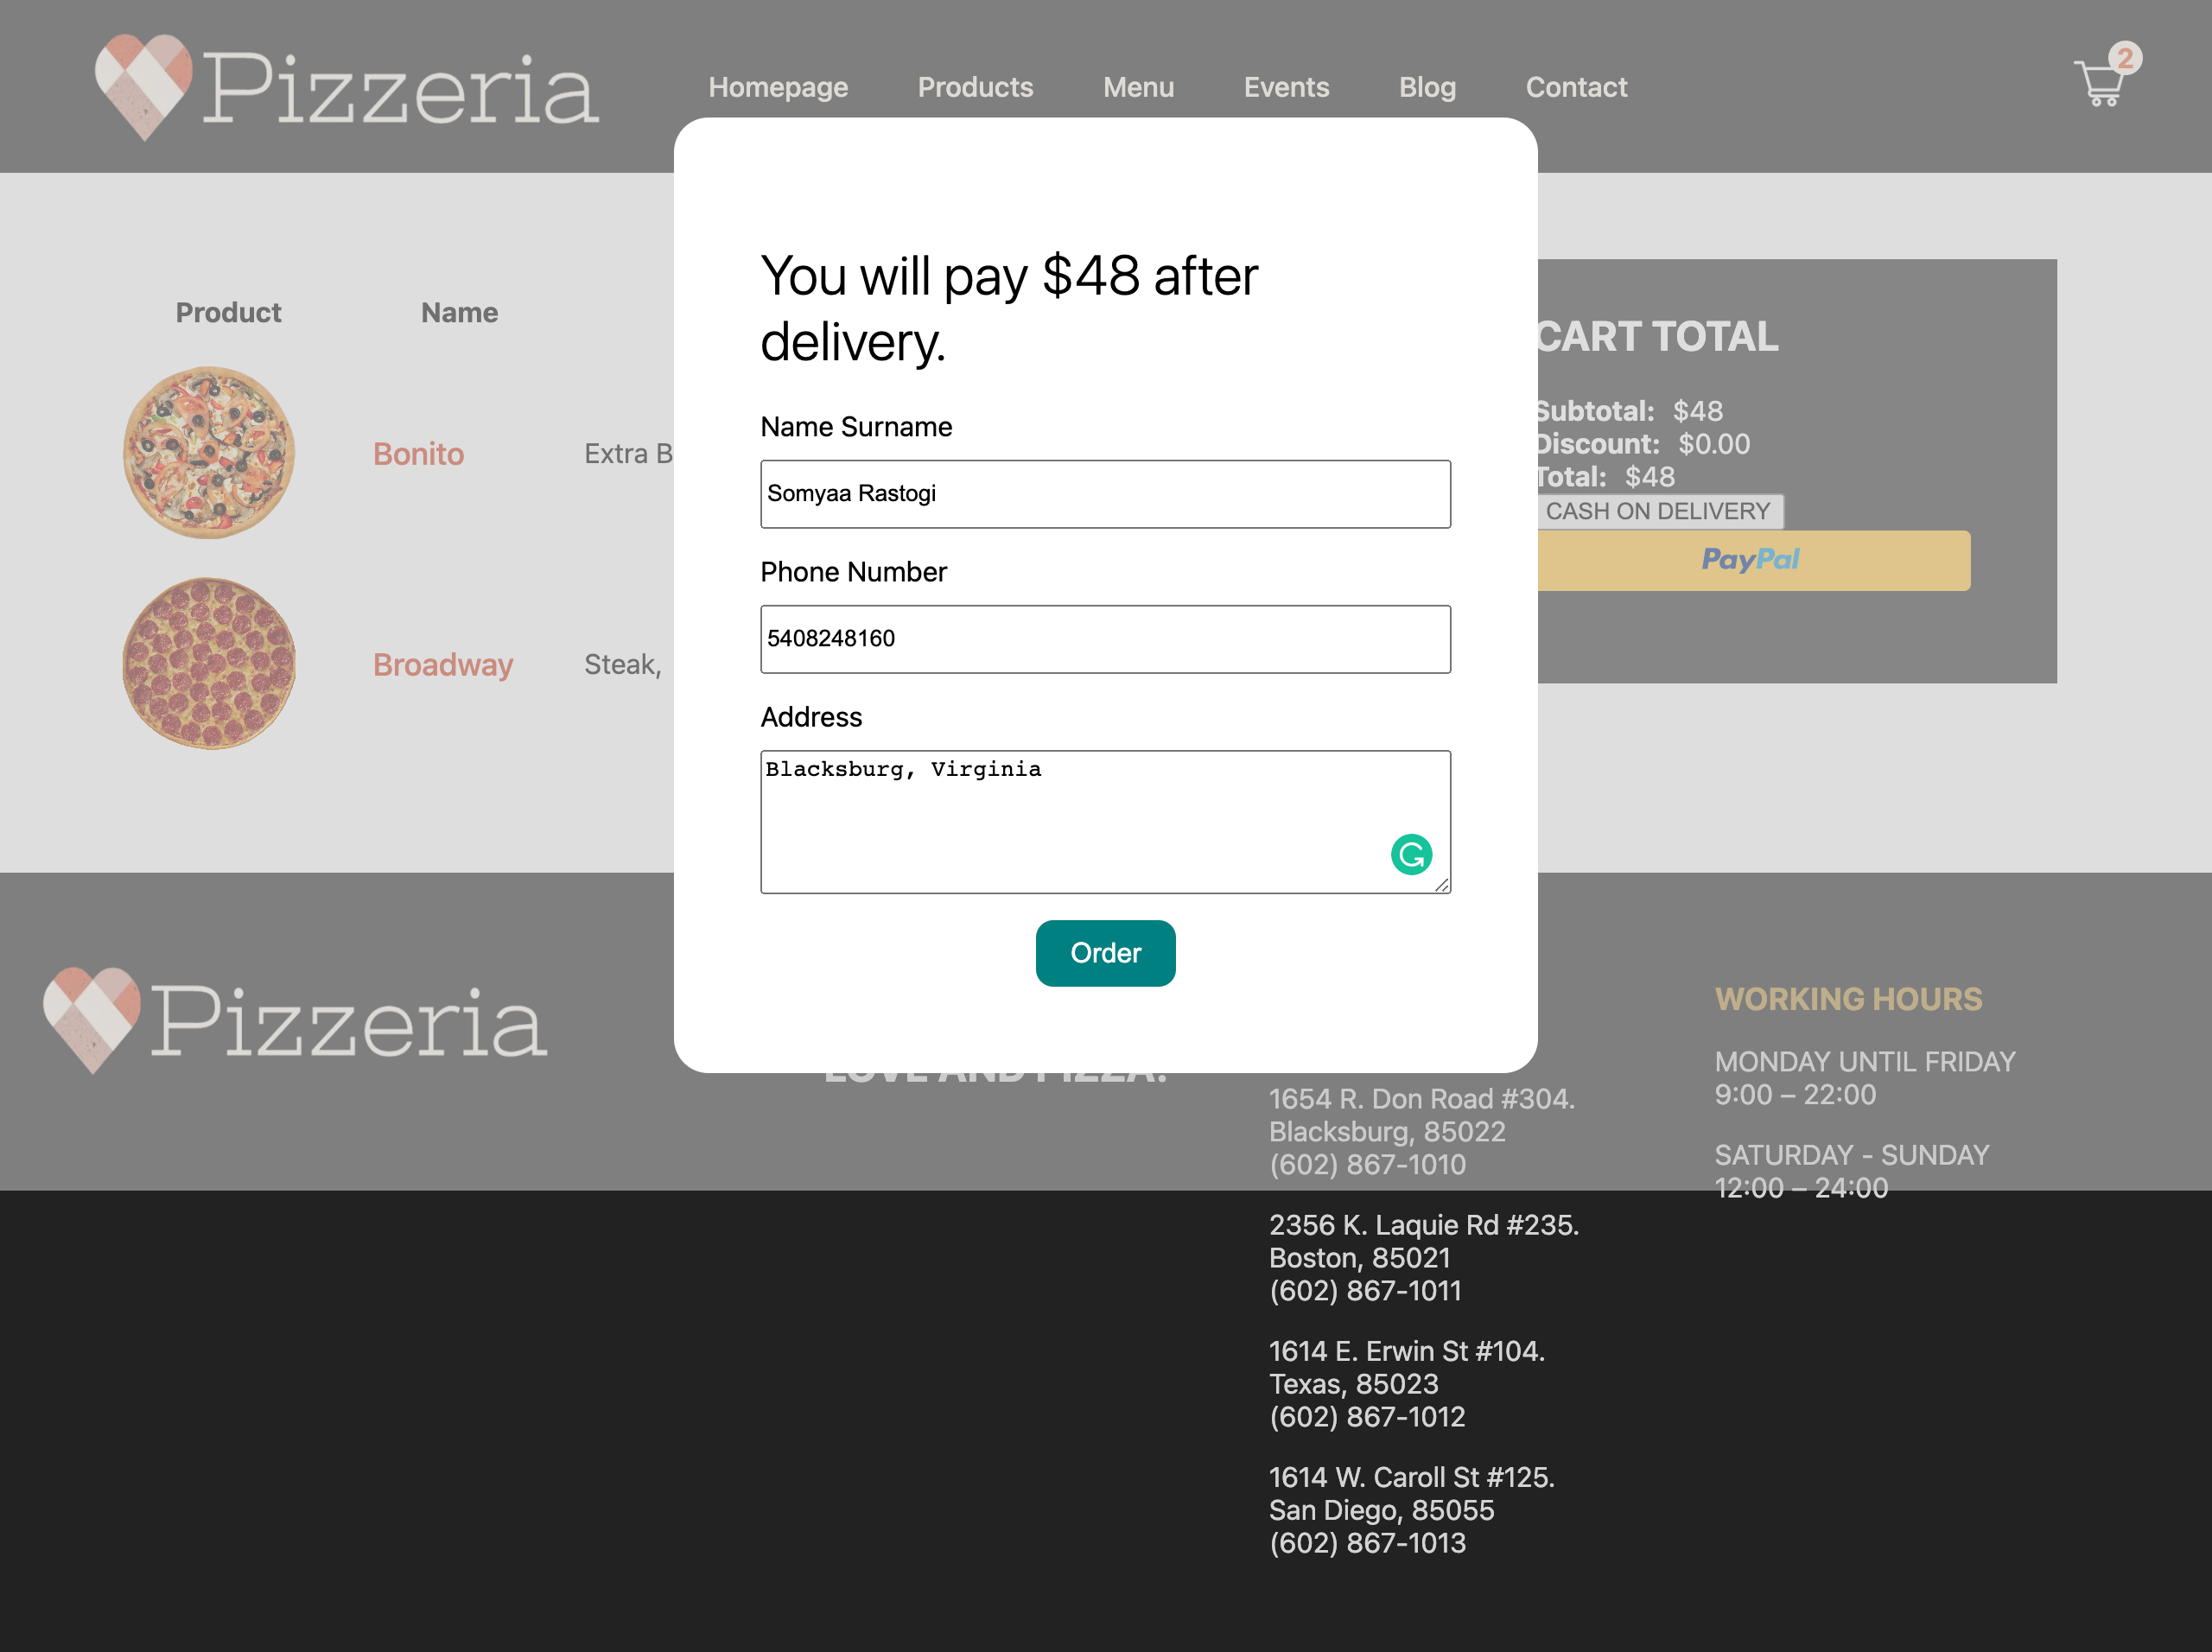 Pizzeria
Homepage Products Menu Events Blog Contact
2
Product Name
Bonito Extra B
Broadway Steak,
You will pay $48 after
delivery.
Name Surname
Somyaa Rastogi
Phone Number
5408248160
Address
Blacksburg, Virginia
Order
CART TOTAL
Subtotal: $48
Discount: $0.00
Total: $48
CASH ON DELIVERY
PayPal
Pizzeria
LOVE AND PIZZA.
1654 R. Don Road #304.
Blacksburg, 85022
(602) 867-1010
2356 K. Laquie Rd #235.
Boston, 85021
(602) 867-1011
1614 E. Erwin St #104.
Texas, 85023
(602) 867-1012
1614 W. Caroll St #125.
San Diego, 85055
(602) 867-1013
WORKING HOURS
MONDAY UNTIL FRIDAY
9:00 – 22:00
SATURDAY - SUNDAY
12:00 – 24:00